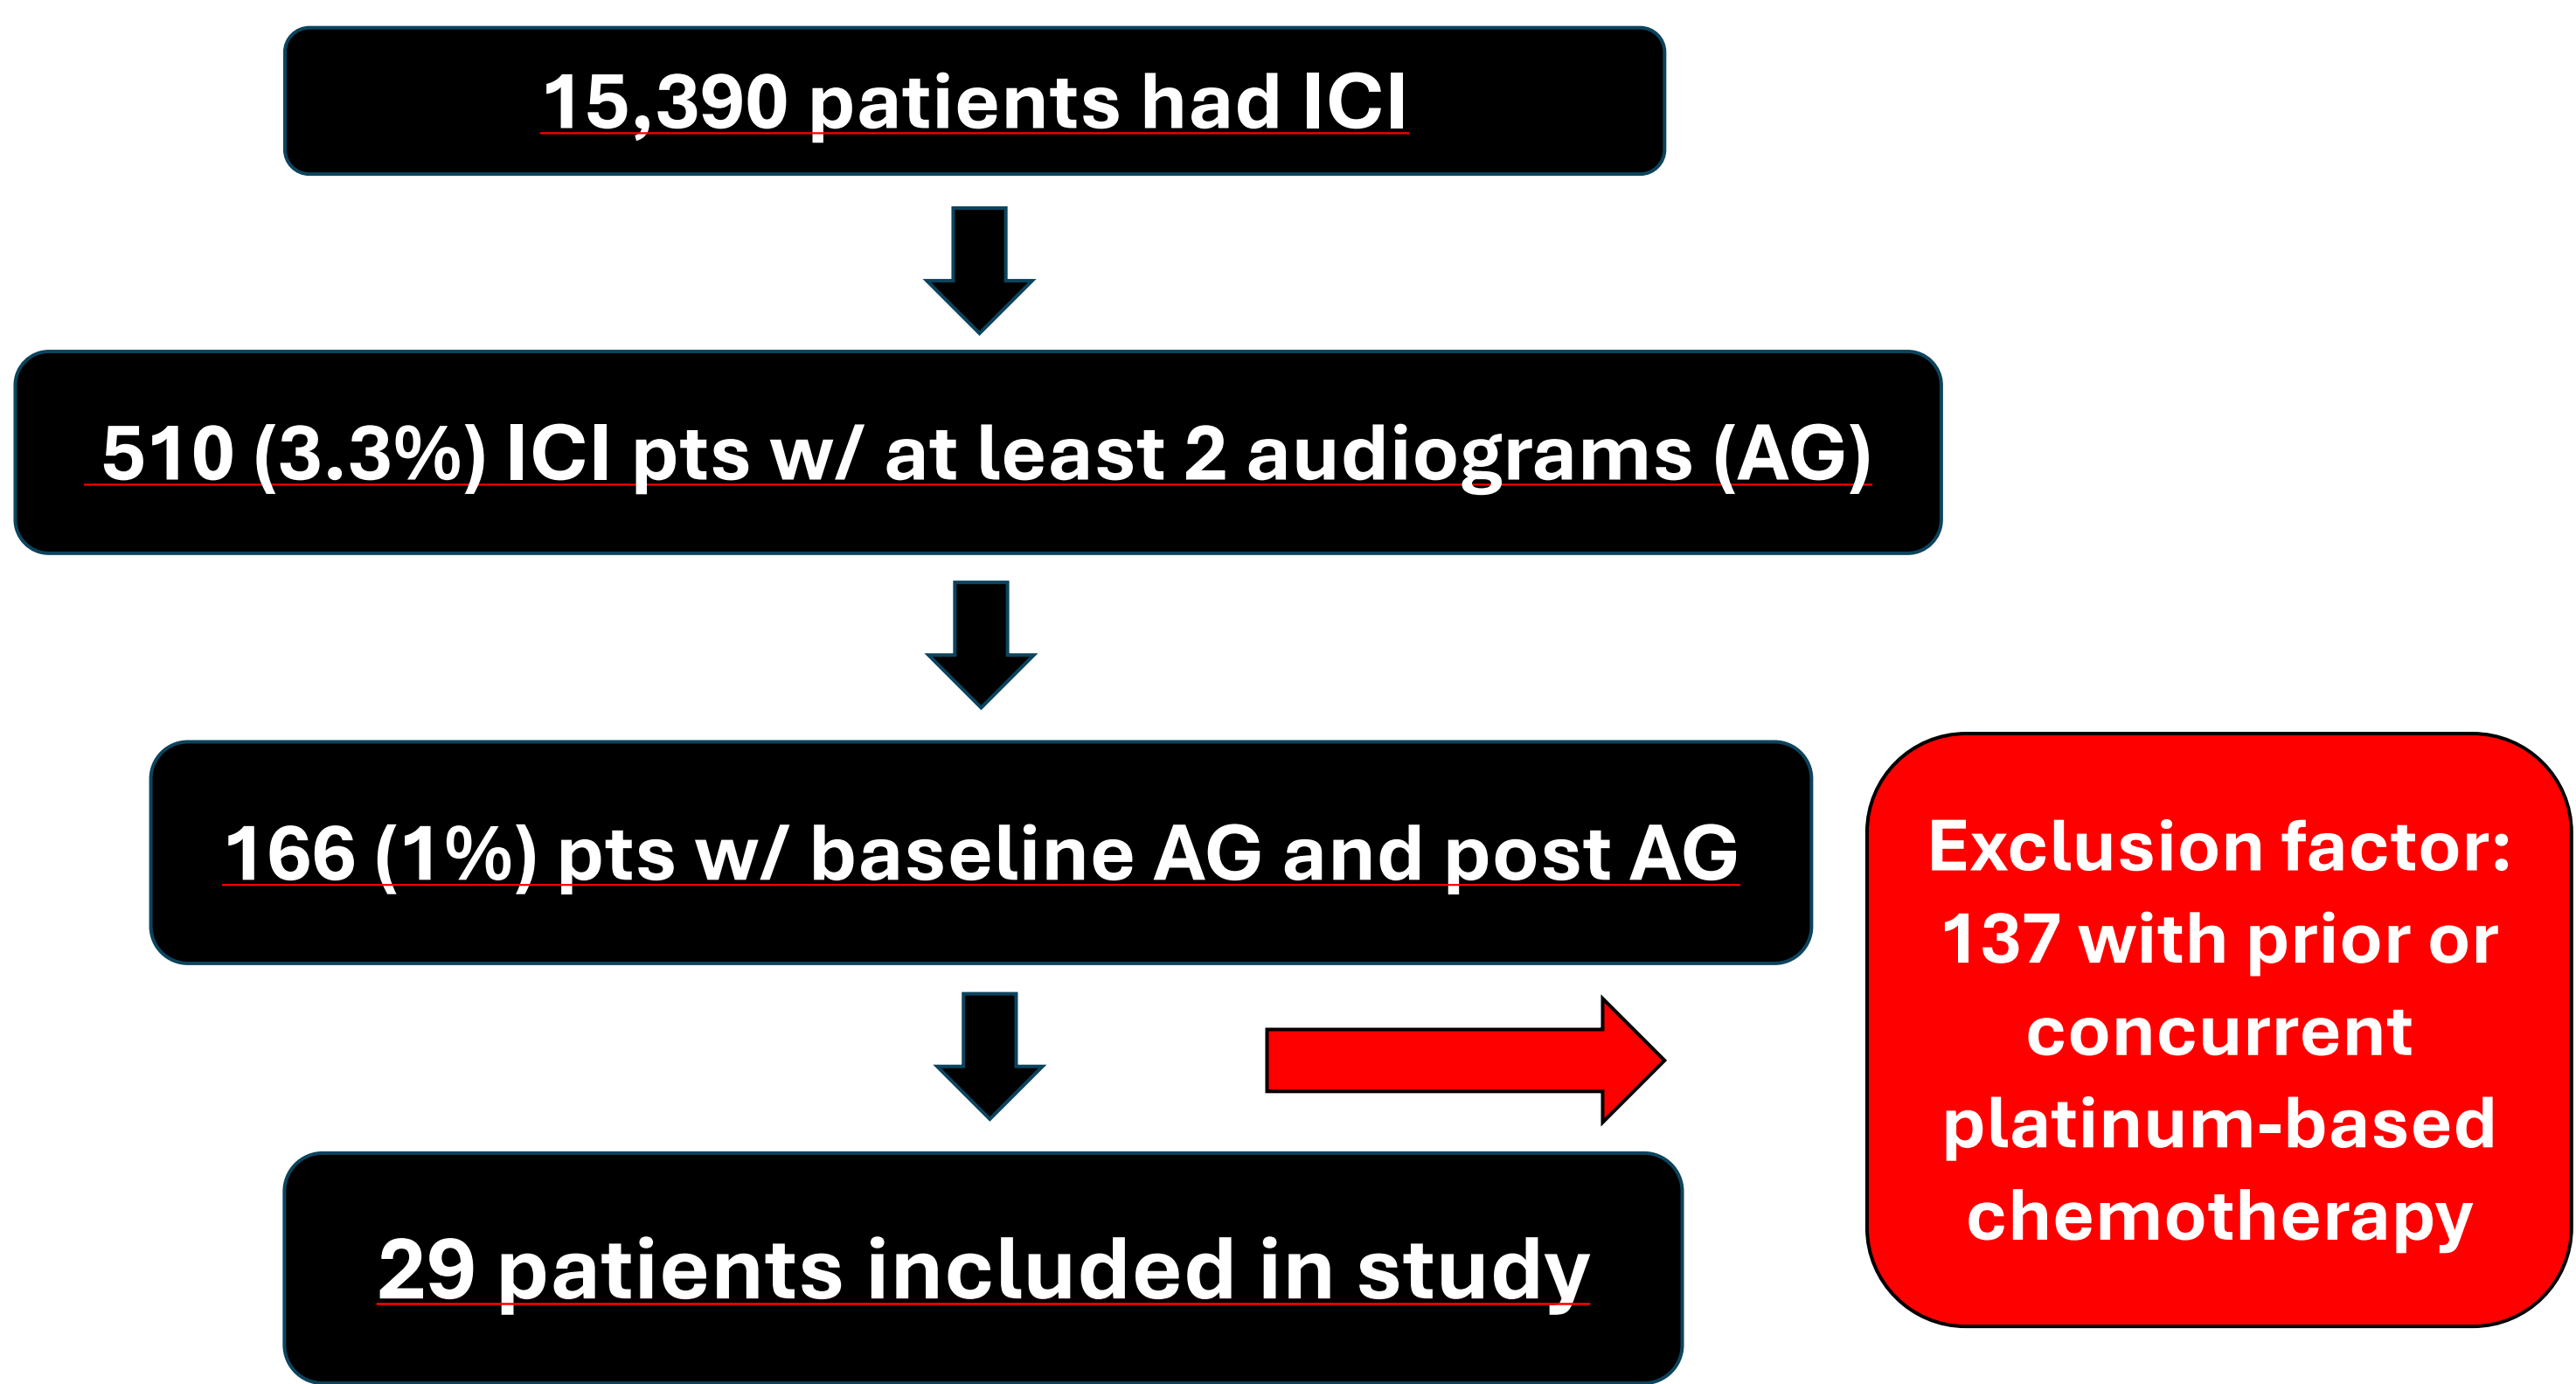 15,390 patients had ICI
510 (3.3%) ICI pts w/ at least 2 audiograms (AG)
166 (1%) pts w/ baseline AG and post AG
Exclusion factor:
137 with prior or
concurrent
platinum-based
chemotherapy
29 patients included in study